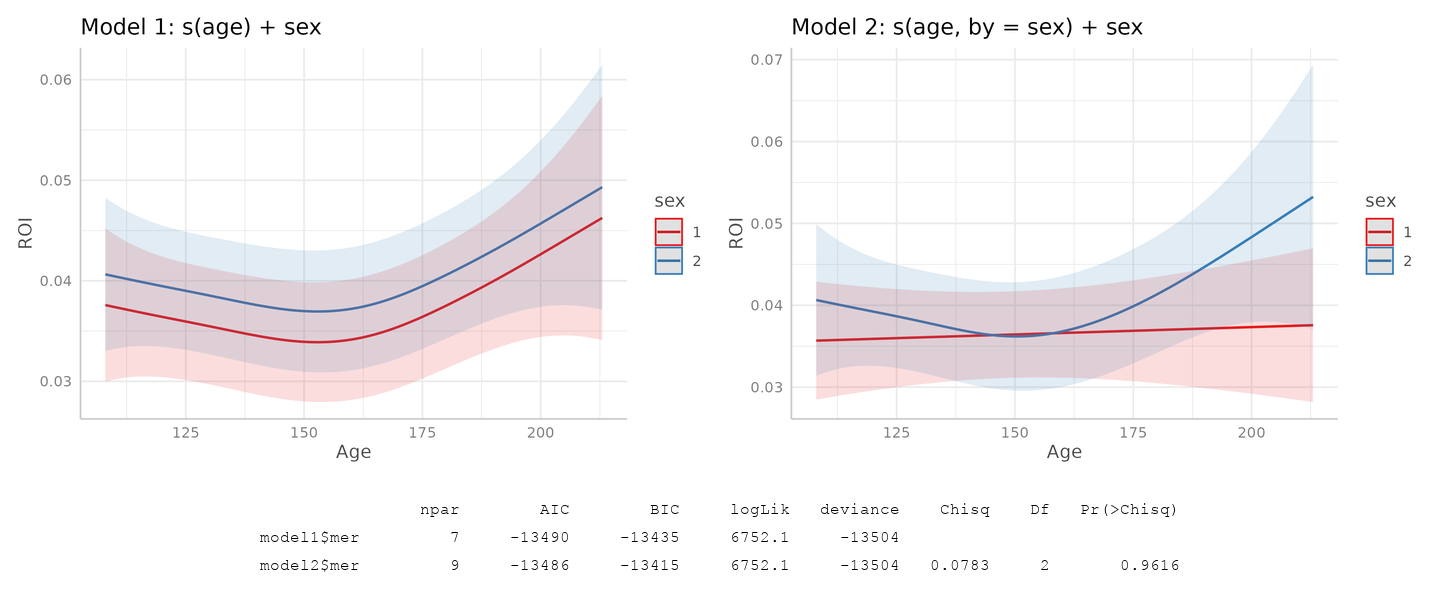 Model 1: s(age) + sex
0.06
0.05
0.04
0.03
ROI
125 150 175 200
Age
sex
1
2
Model 2: s(age, by = sex) + sex
0.07
0.06
0.05
0.04
0.03
ROI
125 150 175 200
Age
sex
1
2
npar AIC BIC logLik deviance Chisq Df Pr(>Chisq)
model1$mer 7 -13490 -13435 6752.1 -13504
model2$mer 9 -13486 -13415 6752.1 -13504 0.0783 2 0.9616